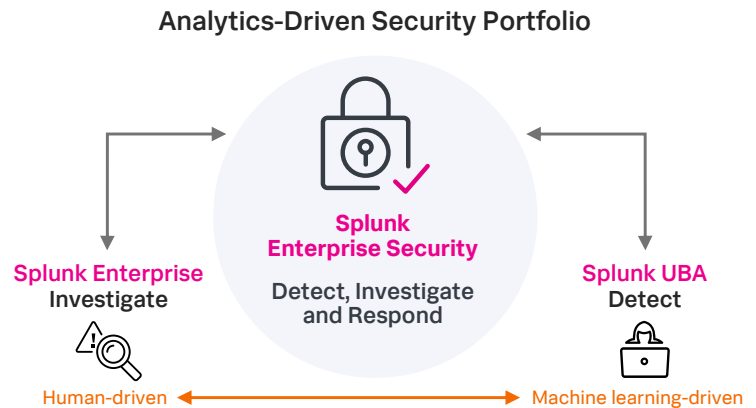 Analytics-Driven Security Portfolio
Splunk
Enterprise Security
Detect, Investigate
and Respond
Splunk Enterprise
Investigate
Splunk UBA
Detect
Human-driven
Machine learning-driven